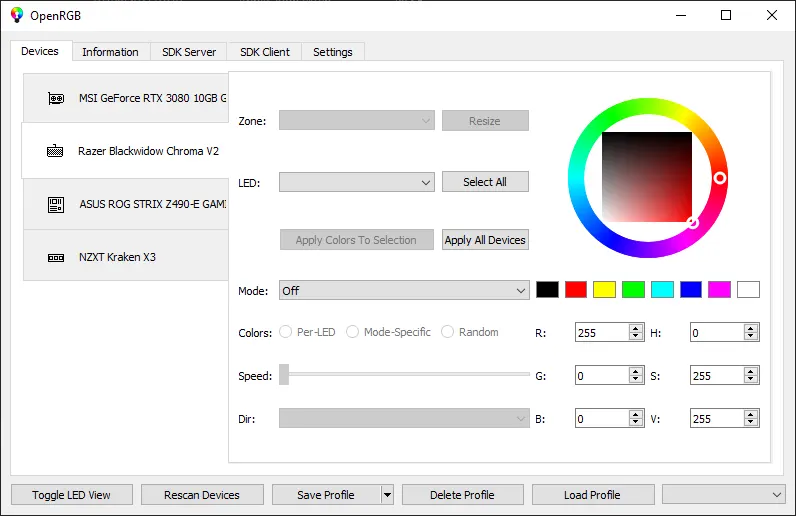 OpenRGB
Devices Information SDK Server SDK Client Settings
MSI GeForce RTX 3080 10GB G
Razer Blackwidow Chroma V2
ASUS ROG STRIX Z490-E GAMI
NZXT Kraken X3
Zone: Resize
LED: Select All
Apply Colors To Selection Apply All Devices
Mode: Off
Colors: Per-LED Mode-Specific Random R: 255 H: 0
Speed: G: 0 S: 255
Dir: B: 0 V: 255
Toggle LED View Rescan Devices Save Profile Delete Profile Load Profile